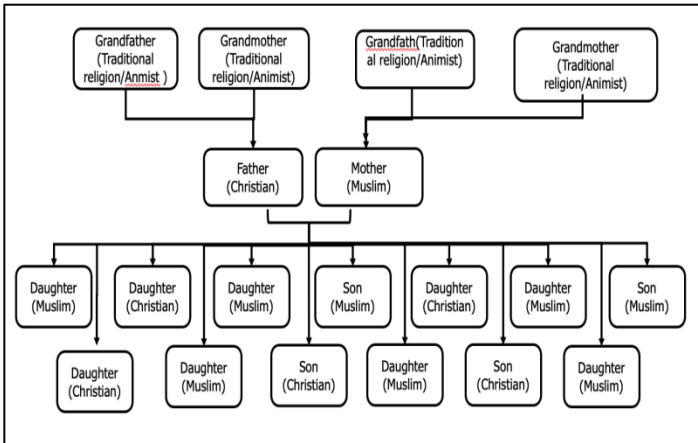 Grandfather
(Traditional
religion/Anmist )
Grandmother
(Traditional
religion/Animist)
Grandfath(Tradition
al religion/Animist)
Grandmother
(Traditional
religion/Animist)
Father
(Christian)
Mother
(Muslim)
Daughter
(Muslim)
Daughter
(Christian)
Daughter
(Muslim)
Son
(Muslim)
Daughter
(Christian)
Daughter
(Muslim)
Son
(Muslim)
Daughter
(Christian)
Daughter
(Muslim)
Son
(Christian)
Daughter
(Muslim)
Son
(Christian)
Daughter
(Muslim)